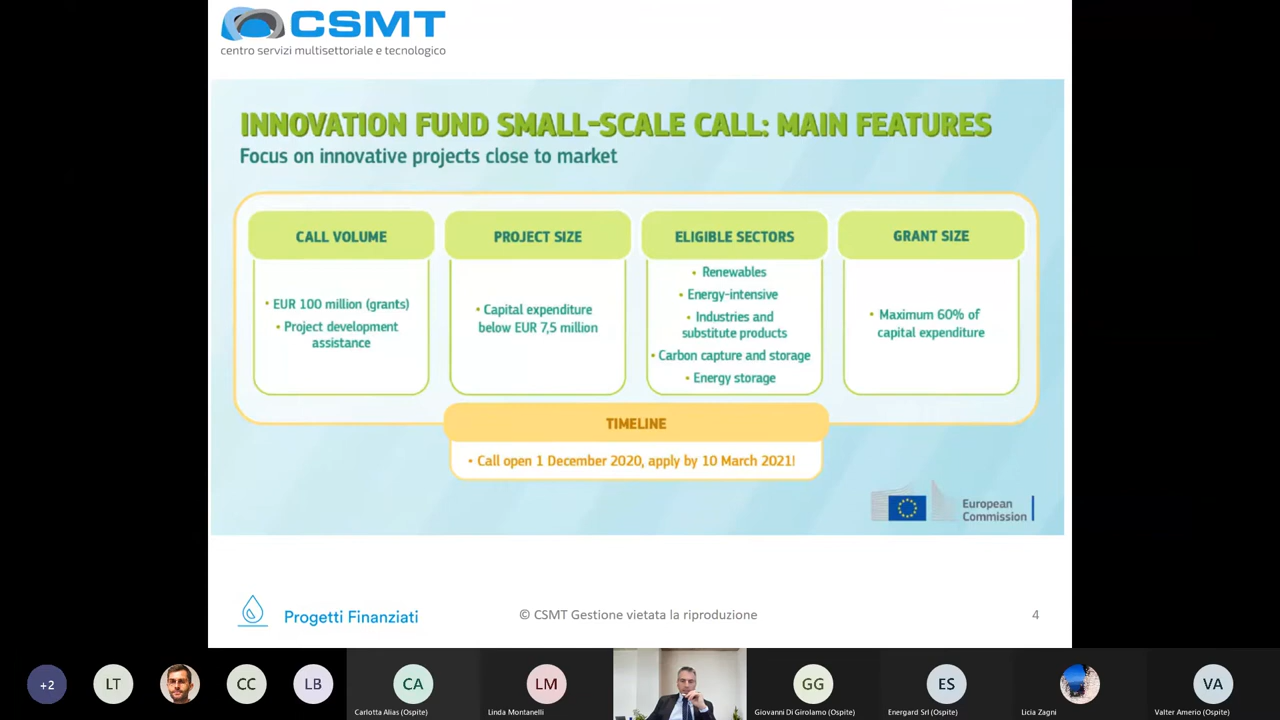 CSMT
centro servizi multisettoriale e tecnologico
INNOVATION FUND SMALL-SCALE CALL: MAIN FEATURES
Focus on innovative projects close to market
CALL VOLUME
• EUR 100 million (grants)
• Project development
assistance
PROJECT SIZE
• Capital expenditure
below EUR 7,5 million
ELIGIBLE SECTORS
• Renewables
• Energy-intensive
• Industries and
substitute products
• Carbon capture and storage
• Energy storage
GRANT SIZE
• Maximum 60% of
capital expenditure
TIMELINE
• Call open 1 December 2020, apply by 10 March 2021!
European
Commission
Progetti Finanziati
© CSMT Gestione vietata la riproduzione
4
+2
LT
CC
LB
CA
Carlotta Alias (Ospite)
LM
Linda Montanelli
GG
Giovanni Di Girolamo (Ospite)
ES
Energard Srl (Ospite)
Licia Zagni
VA
Valter Amerio (Ospite)